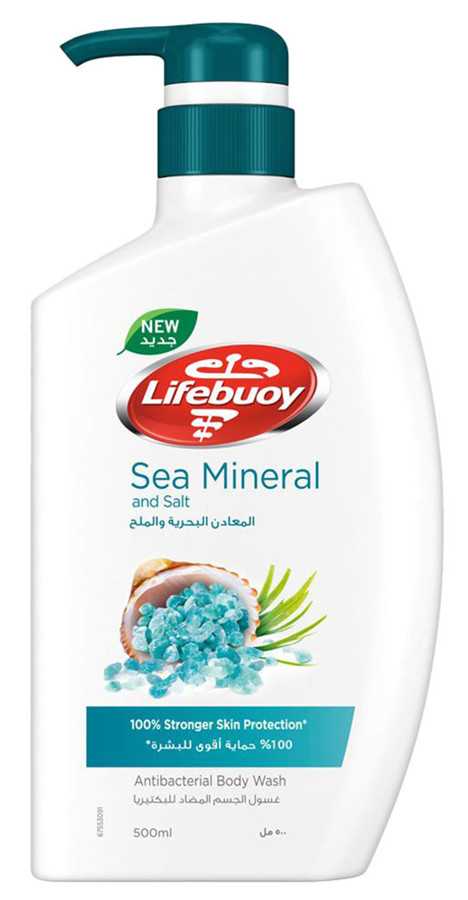 NEW
جديد
Lifebuoy
Sea Mineral
and Salt
المعادن البحرية والملح
100% Stronger Skin Protection*
%100 حماية أقوى للبشرة*
Antibacterial Body Wash
غسول الجسم المضاد للبكتيريا
500ml
٥٠٠ مل
67553091